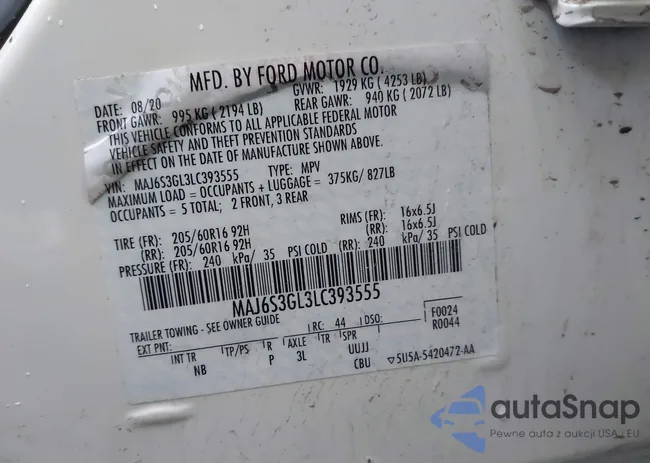 MFD. BY FORD MOTOR CO.
DATE: 08/20 GVWR: 1929 KG ( 4253 LB)
FRONT GAWR: 995 KG ( 2194 LB) REAR GAWR: 940 KG ( 2072 LB)
THIS VEHICLE CONFORMS TO ALL APPLICABLE FEDERAL MOTOR
VEHICLE SAFETY AND THEFT PREVENTION STANDARDS
IN EFFECT ON THE DATE OF MANUFACTURE SHOWN ABOVE.
VIN: MAJ6S3GL3LC393555 TYPE: MPV
MAXIMUM LOAD = OCCUPANTS + LUGGAGE = 375KG/ 827LB
OCCUPANTS = 5 TOTAL; 2 FRONT, 3 REAR
TIRE (FR): 205/60R16 92H RIMS (FR): 16x6.5J
(RR): 205/60R16 92H (RR): 16x6.5J
PRESSURE (FR): 240 kPa/ 35 PSI COLD (RR): 240 kPa/ 35 PSI COLD
MAJ6S3GL3LC393555
TRAILER TOWING - SEE OWNER GUIDE F0024
EXT PNT: RC: 44 DSO: R0044
INT TR TP/PS R AXLE TR SPR
NB P 3L UUJJ
CBU 5U5A-5420472-AA
autaSnap
Pewne auta z aukcji USA i EU